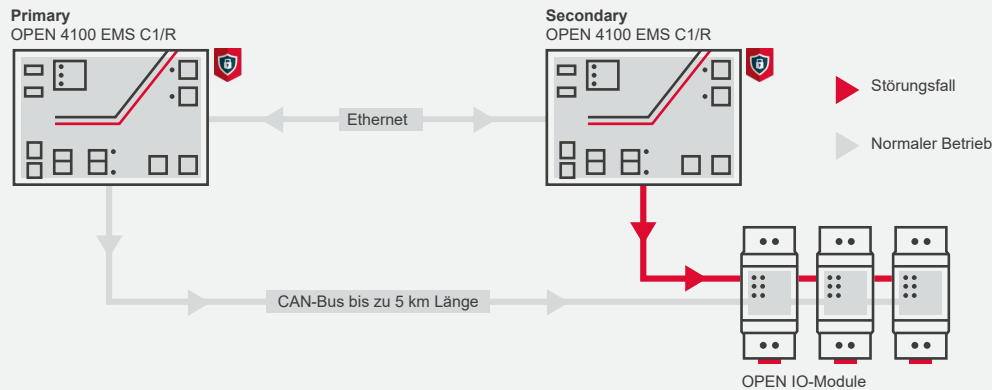 Primary
OPEN 4100 EMS C1/R
Secondary
OPEN 4100 EMS C1/R
Störungsfall
Ethernet
Normaler Betrieb
CAN-Bus bis zu 5 km Länge
OPEN IO-Module